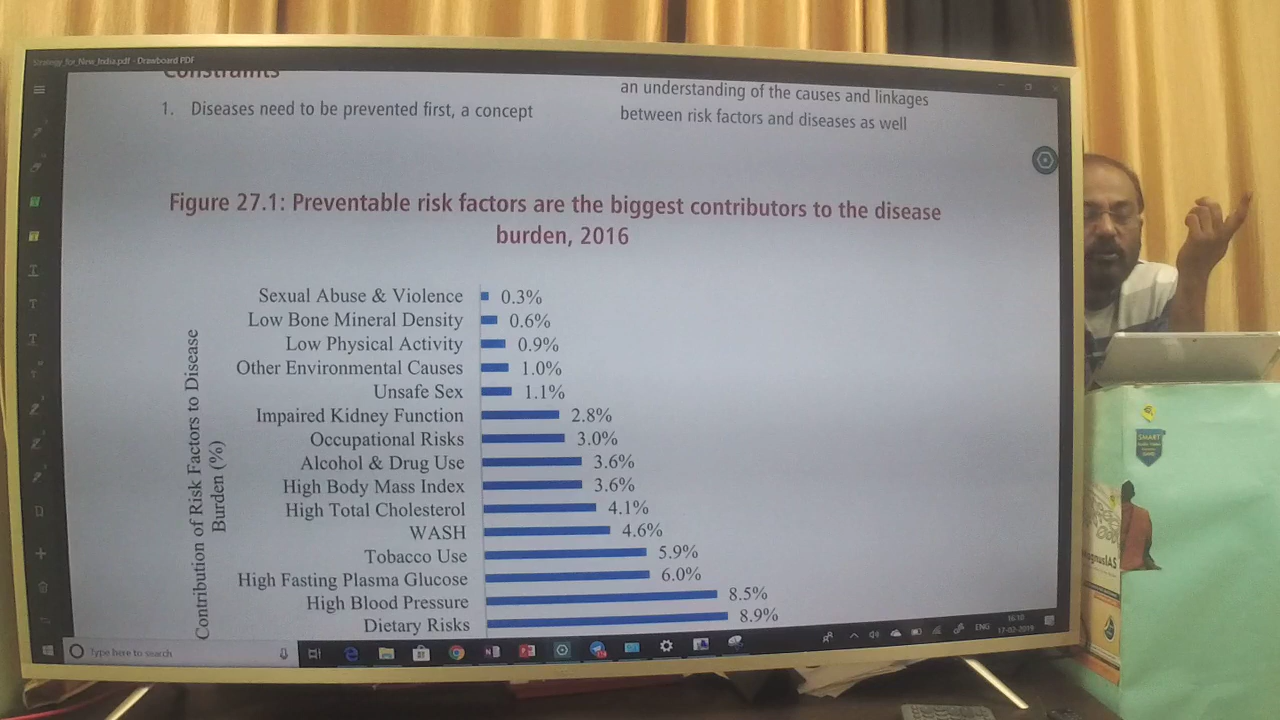 Strategy_for_New_India.pdf - Drawboard PDF
Constraints
1. Diseases need to be prevented first, a concept
an understanding of the causes and linkages
between risk factors and diseases as well
Figure 27.1: Preventable risk factors are the biggest contributors to the disease
burden, 2016
Contribution of Risk Factors to Disease
Burden (%)
Sexual Abuse & Violence 0.3%
Low Bone Mineral Density 0.6%
Low Physical Activity 0.9%
Other Environmental Causes 1.0%
Unsafe Sex 1.1%
Impaired Kidney Function 2.8%
Occupational Risks 3.0%
Alcohol & Drug Use 3.6%
High Body Mass Index 3.6%
High Total Cholesterol 4.1%
WASH 4.6%
Tobacco Use 5.9%
High Fasting Plasma Glucose 6.0%
High Blood Pressure 8.5%
Dietary Risks 8.9%
Type here to search
ENG
16:10
17-02-2019
SMART